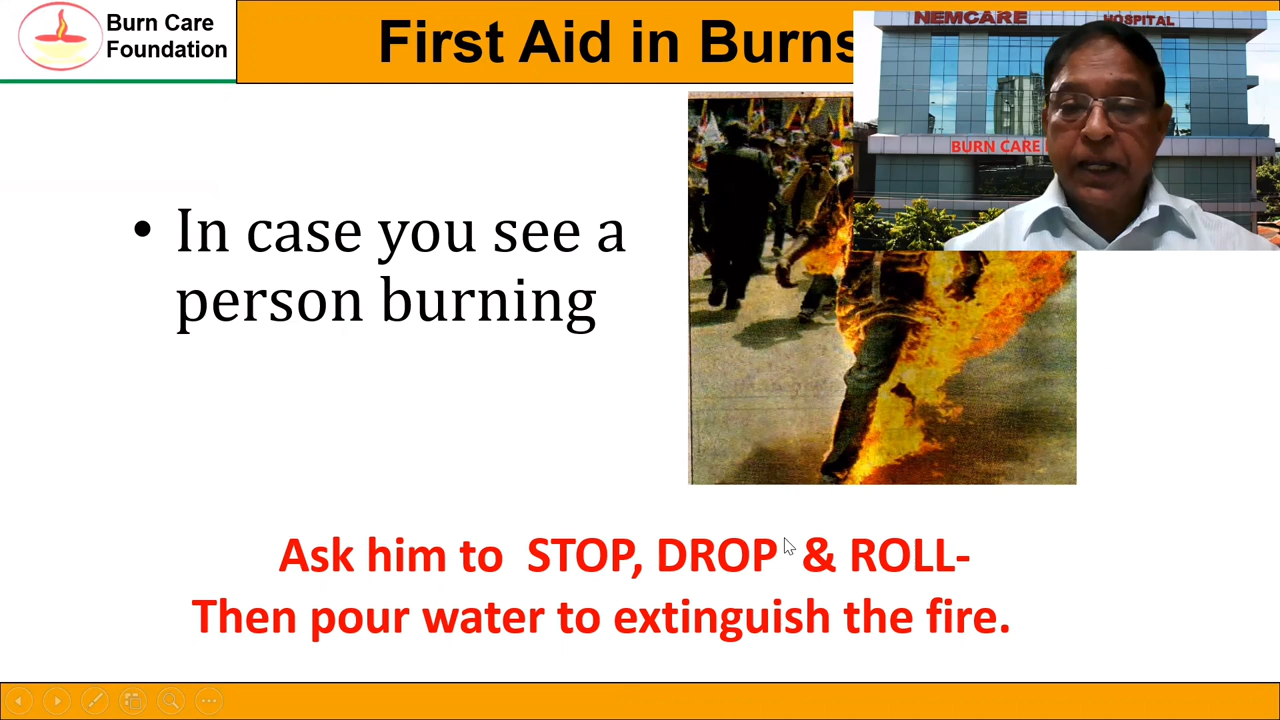 Burn Care
Foundation
First Aid in Burns
NEMCARE HOSPITAL
BURN CARE
• In case you see a
person burning
Ask him to STOP, DROP & ROLL-
Then pour water to extinguish the fire.